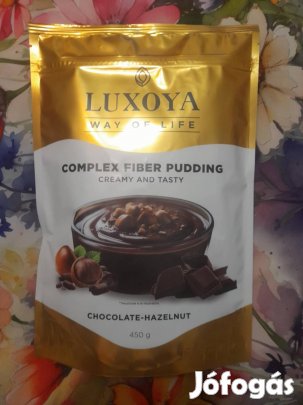 LUXOYA
WAY OF LIFE
COMPLEX FIBER PUDDING
CREAMY AND TASTY
CHOCOLATE-HAZELNUT
450 g
Jófogás